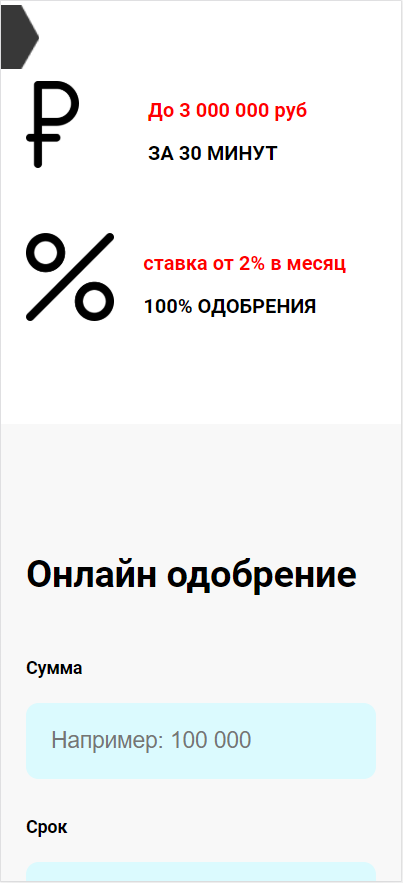 До 3 000 000 руб
ЗА 30 МИНУТ
ставка от 2% в месяц
100% ОДОБРЕНИЯ
Онлайн одобрение
Сумма
Например: 100 000
Срок